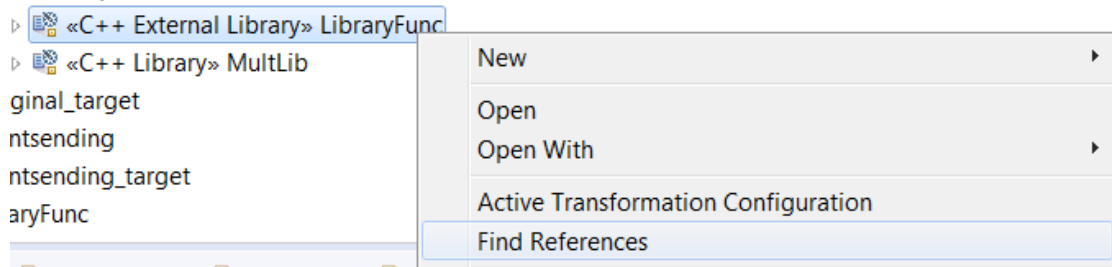 «C++ External Library» LibraryFunc
«C++ Library» MultLib
ginal_target
ntsending
ntsending_target
aryFunc
New
Open
Open With
Active Transformation Configuration
Find References